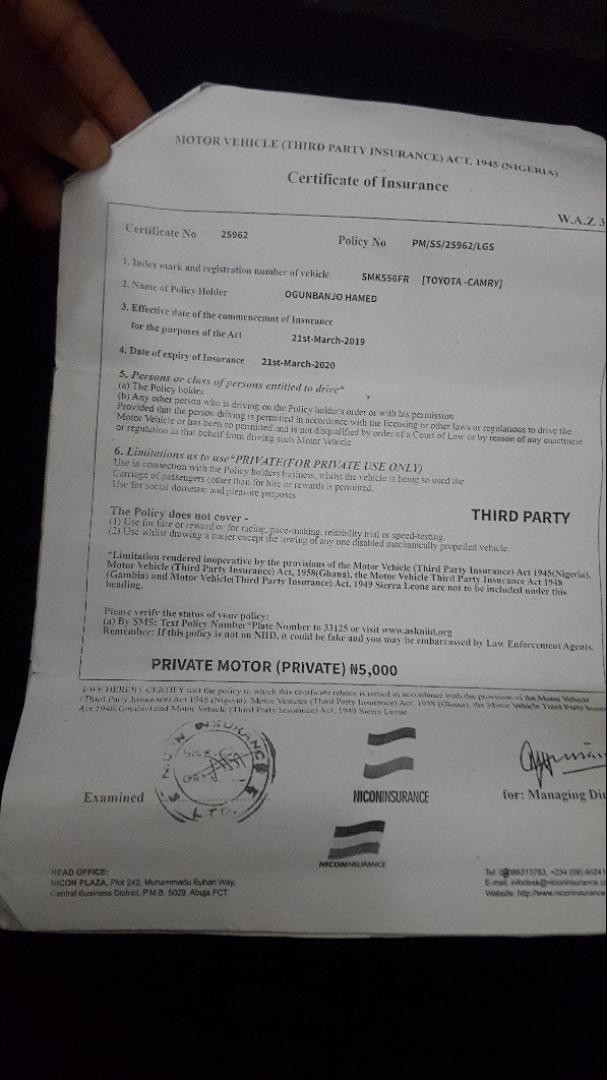 MOTOR VEHICLE (THIRD PARTY INSURANCE) ACT, 1945 (NIGERIA)
Certificate of Insurance
W.A.Z 3
Certificate No 25962 Policy No PM/SS/25962/LGS
1. Index mark and registration number of vehicle SMK556FR [TOYOTA -CAMRY]
2. Name of Policy Holder OGUNBANJO HAMED
3. Effective date of the commencemnt of Insurance
for the purposes of the Act 21st-March-2019
4. Date of expiry of Insurance 21st-March-2020
5. Persons or class of persons entitled to drive*
(a) The Policy holder.
(b) Any other person who is driving on the Policy holder's order or with his permission
Provided that the person driving is permitted in accordance with the licensing or other laws or regulations to drive the
Motor Vehicle or has been so permitted and is not disqualified by order of a Court of Law or by reason of any enactment
or regulation in that behalf from driving such Motor Vehicle.
6. Limitations as to use*PRIVATE(FOR PRIVATE USE ONLY)
Use in connection with the Policy holders business, whilst the vehicle is being so used the
Carriage of passengers (other than for hire or reward) is permitted.
Use for social domestic and pleasure purposes.
THIRD PARTY
The Policy does not cover -
(1) Use for hire or reward or for racing, pace-making, reliability trial or speed-testing.
(2) Use whilst drawing a trailer except the towing of any one disabled mechanically propelled vehicle.
*Limitation rendered inoperative by the provisions of the Motor Vehicle (Third Party Insurance) Act 1945(Nigeria),
Motor Vehicle (Third Party Insurance) Act, 1958(Ghana), the Motor Vehicle Third Party Insurance Act 1948
(Gambia) and Motor Vehicle(Third Party Insurance) Act, 1949 Sierra Leone are not to be included under this
heading.
Please verify the status of your policy:
(a) By SMS: Text Policy Number*Plate Number to 33125 or visit www.askniid.org
Remember: If this policy is not on NIID, it could be fake and you may be embarrassed by Law Enforcement Agents.
PRIVATE MOTOR (PRIVATE) ₦5,000
I/WE HEREBY CERTIFY that the policy to which this certificate relates is issued in accordance with the provision of the Motor Vehicle
(Third Party Insurance) Act 1945 (Nigeria). Motor Vehicles (Third Party Insurance) Act, 1958 (Ghana), the Motor Vehicle Third Party
Act 1948(Gambia) and Motor Vehicle (Third Party Insurance) Act, 1949 Sierra Leone.
NICON INSURANCE
LTD.
Examined
NICONINSURANCE
for: Managing
NICONINSURANCE
HEAD OFFICE:
NICON PLAZA, Plot 242, Muhammadu Buhari Way,
Central Business District, P.M.B. 5029, Abuja FCT.
Tel: +234 (09)
E-mail: infodesk@niconinsurance.
Website: http://www.niconinsurance